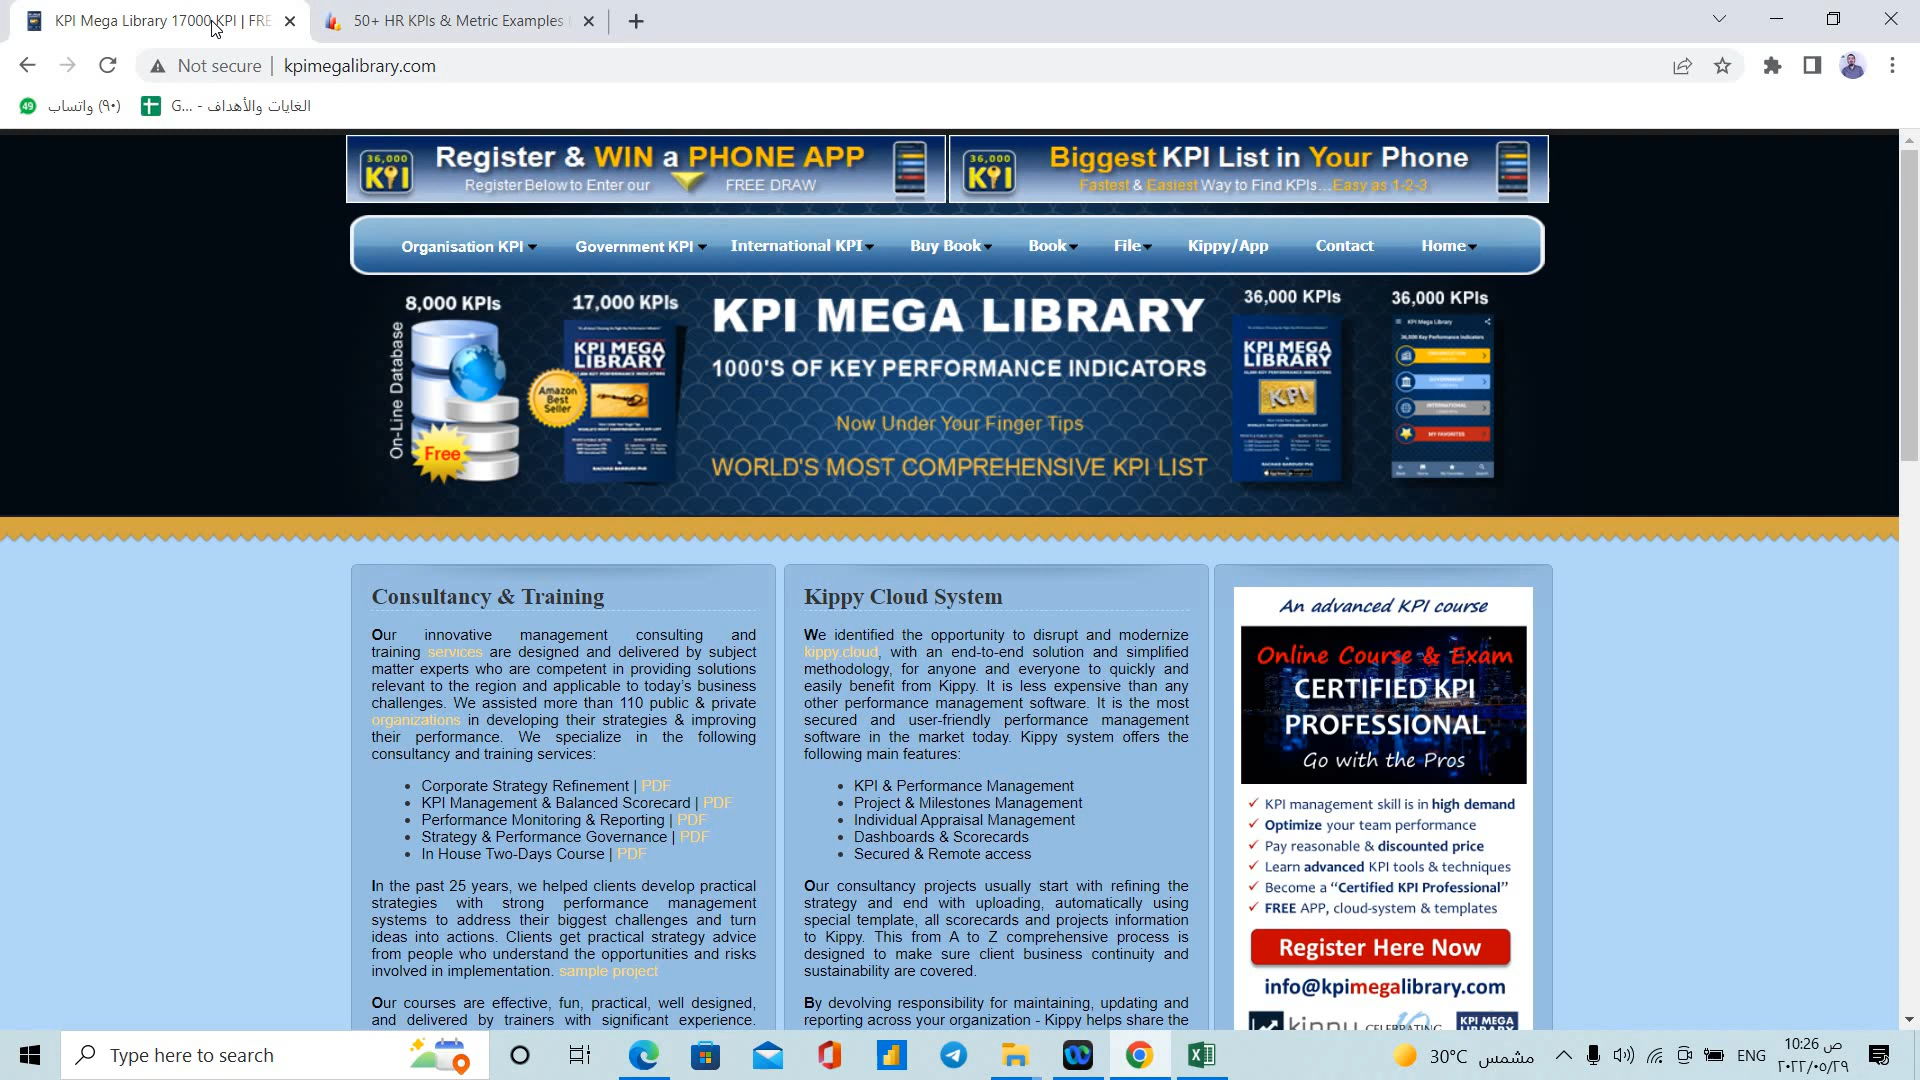 KPI Mega Library 17000 KPI | FRE
50+ HR KPIs & Metric Examples
Not secure
kpimegalibrary.com
49
(٩٠) واتساب
الغايات والأهداف - G...
36,000
KPI
Register & WIN a PHONE APP
Register Below to Enter our FREE DRAW
36,000
KPI
Biggest KPI List in Your Phone
Fastest & Easiest Way to Find KPIs...Easy as 1-2-3
Organisation KPI
Government KPI
International KPI
Buy Book
Book
File
Kippy/App
Contact
Home
8,000 KPIs
On-Line Database
Free
17,000 KPIs
KPI MEGA
LIBRARY
Amazon
Best
Seller
KPI MEGA LIBRARY
1000'S OF KEY PERFORMANCE INDICATORS
Now Under Your Finger Tips
WORLD'S MOST COMPREHENSIVE KPI LIST
36,000 KPIs
KPI MEGA
LIBRARY
KPI
36,000 KPIs
KPI Mega Library
MY FAVORITES
Consultancy & Training
Our innovative management consulting and
training services are designed and delivered by subject
matter experts who are competent in providing solutions
relevant to the region and applicable to today's business
challenges. We assisted more than 110 public & private
organizations in developing their strategies & improving
their performance. We specialize in the following
consultancy and training services:
Corporate Strategy Refinement | PDF
KPI Management & Balanced Scorecard | PDF
Performance Monitoring & Reporting | PDF
Strategy & Performance Governance | PDF
In House Two-Days Course | PDF
In the past 25 years, we helped clients develop practical
strategies with strong performance management
systems to address their biggest challenges and turn
ideas into actions. Clients get practical strategy advice
from people who understand the opportunities and risks
involved in implementation. sample project
Our courses are effective, fun, practical, well designed,
and delivered by trainers with significant experience.
Kippy Cloud System
We identified the opportunity to disrupt and modernize
kippy.cloud, with an end-to-end solution and simplified
methodology, for anyone and everyone to quickly and
easily benefit from Kippy. It is less expensive than any
other performance management software. It is the most
secured and user-friendly performance management
software in the market today. Kippy system offers the
following main features:
KPI & Performance Management
Project & Milestones Management
Individual Appraisal Management
Dashboards & Scorecards
Secured & Remote access
Our consultancy projects usually start with refining the
strategy and end with uploading, automatically using
special template, all scorecards and projects information
to Kippy. This from A to Z comprehensive process is
designed to make sure client business continuity and
sustainability are covered.
By devolving responsibility for maintaining, updating and
reporting across your organization - Kippy helps share the
An advanced KPI course
Online Course & Exam
CERTIFIED KPI
PROFESSIONAL
Go with the Pros
KPI management skill is in high demand
Optimize your team performance
Pay reasonable & discounted price
Learn advanced KPI tools & techniques
Become a “Certified KPI Professional”
FREE APP, cloud-system & templates
Register Here Now
info@kpimegalibrary.com
kippy
CELEBRATING
KPI MEGA
Type here to search
30°C مشمس
ENG
10:26 ص
٢٠٢٢/٠٥/٢٩